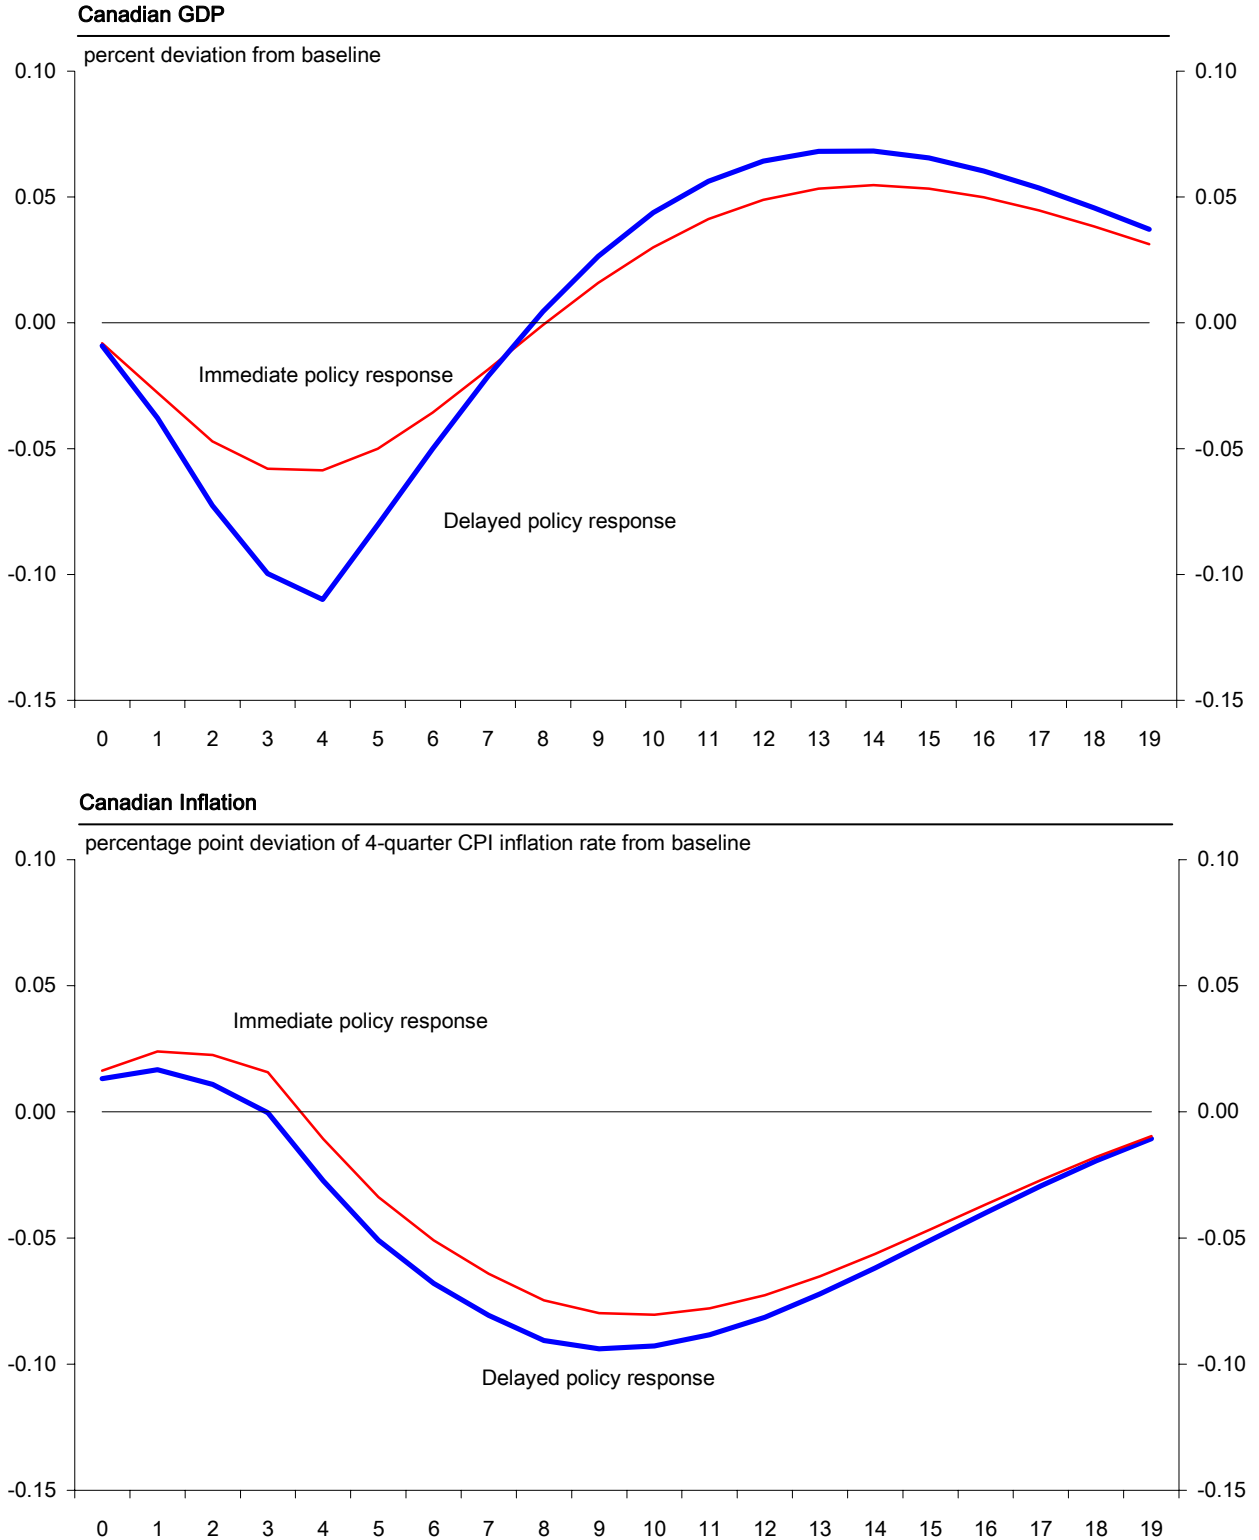 Canadian GDP
percent deviation from baseline
0.10 0.10
0.05 0.05
0.00 0.00
Immediate policy response
-0.05 -0.05
Delayed policy response
-0.10 -0.10
-0.15 -0.15
0 1 2 3 4 5 6 7 8 9 10 11 12 13 14 15 16 17 18 19
Canadian Inflation
percentage point deviation of 4-quarter CPI inflation rate from baseline
0.10 0.10
0.05 0.05
Immediate policy response
0.00 0.00
-0.05 -0.05
-0.10 -0.10
Delayed policy response
-0.15 -0.15
0 1 2 3 4 5 6 7 8 9 10 11 12 13 14 15 16 17 18 19